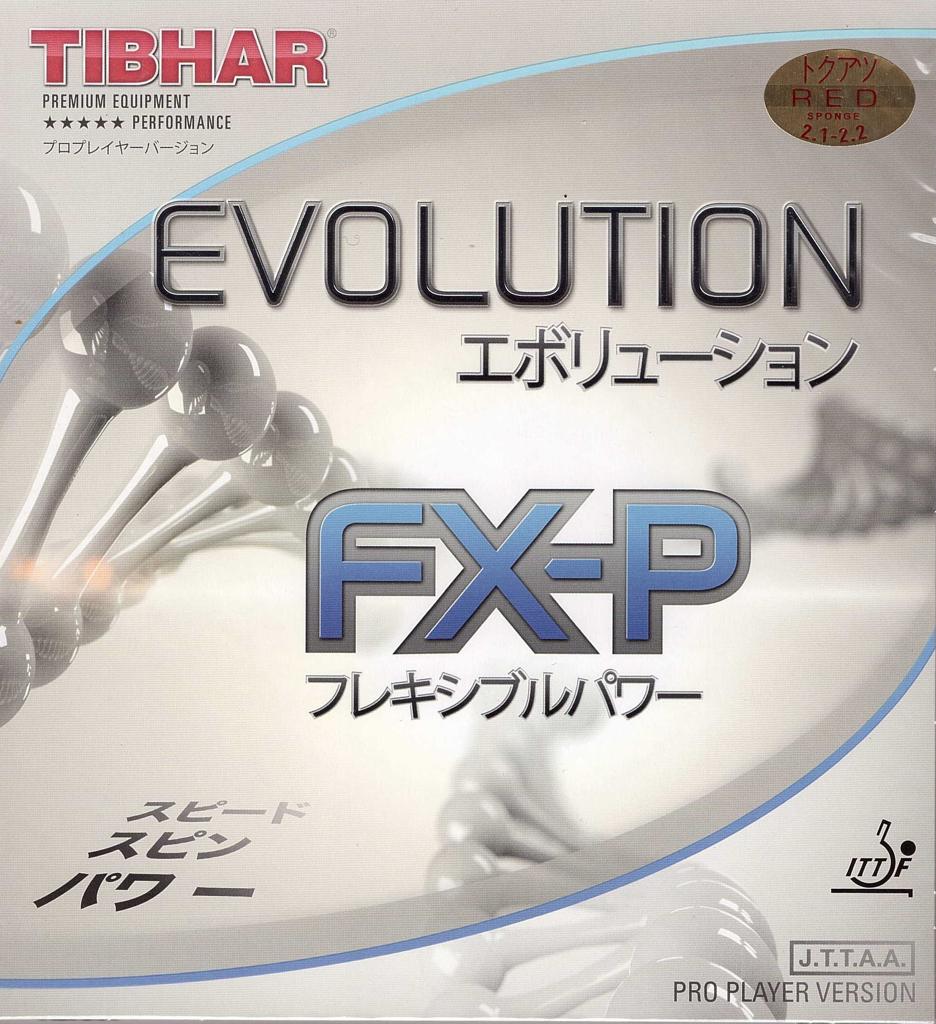 TIBHAR®
PREMIUM EQUIPMENT
★★★★★ PERFORMANCE
プロプレイヤーバージョン
トクアツ
RED
SPONGE
2.1-2.2
EVOLUTION
エボリューション
FX-P
フレキシブルパワー
スピード
スピン
パワー
ITTF
J.T.T.A.A.
PRO PLAYER VERSION